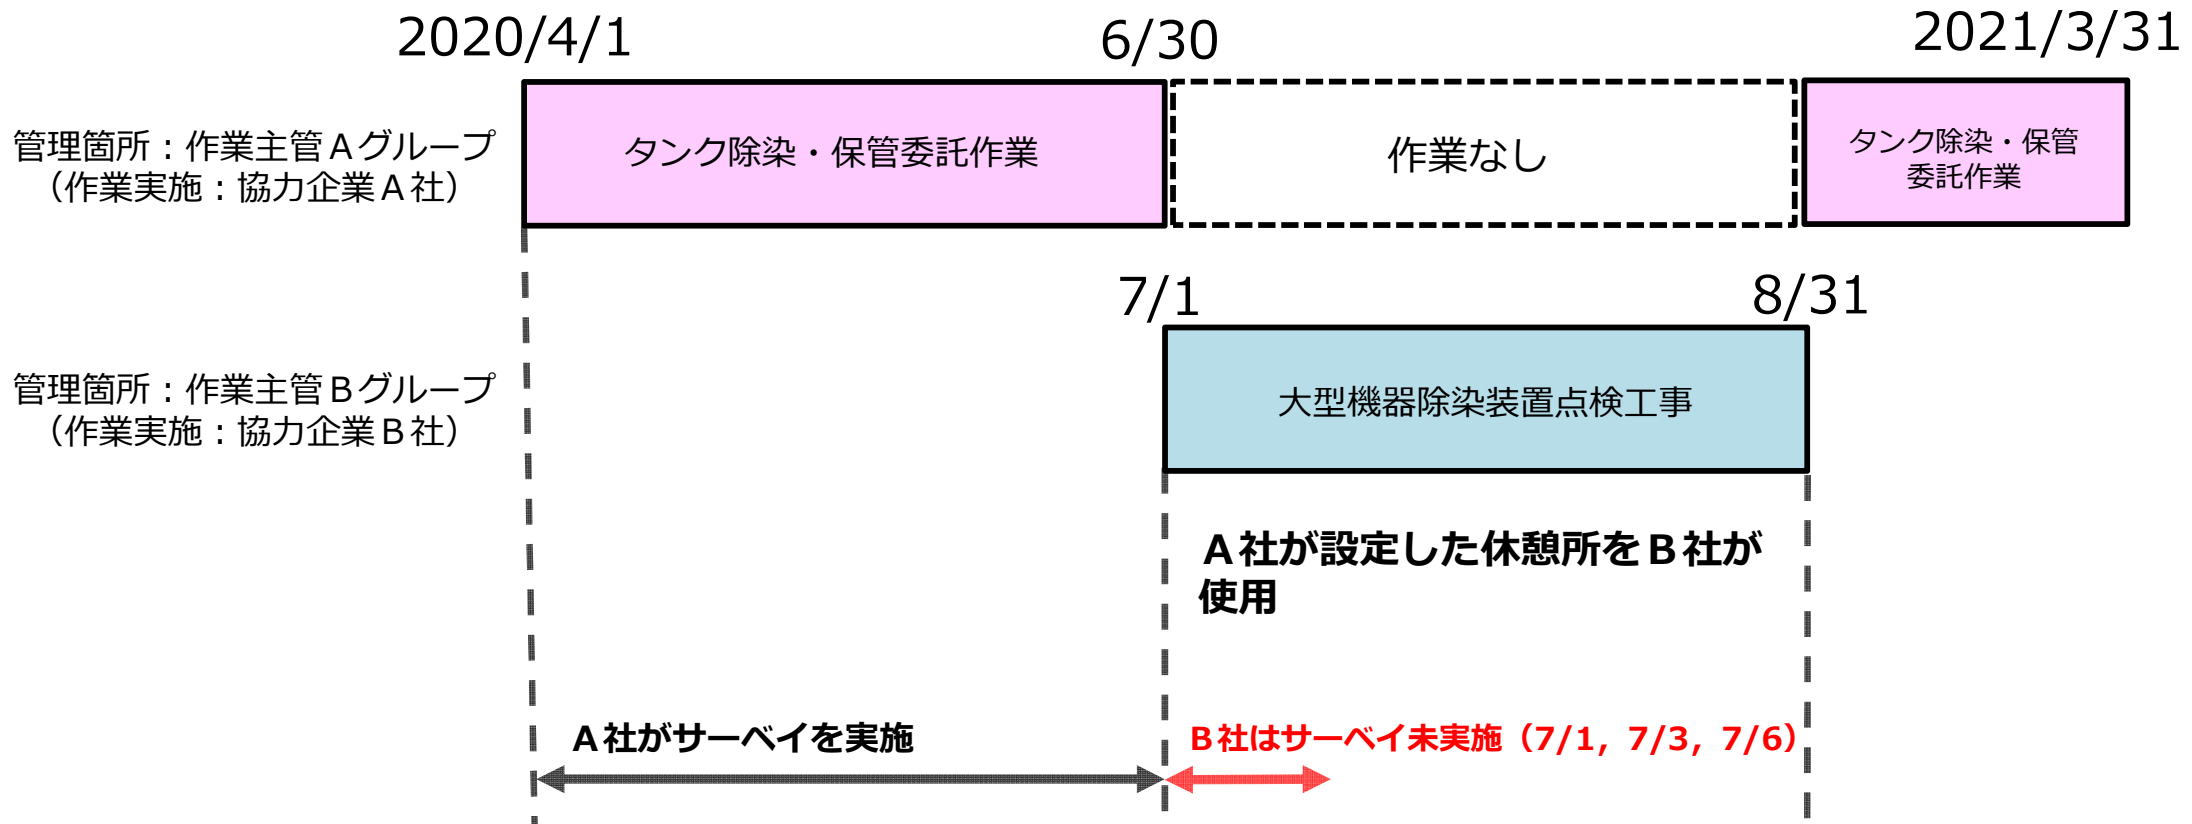 2020/4/1
6/30
2021/3/31
管理箇所：作業主管Aグループ
（作業実施：協力企業A社）
タンク除染・保管委託作業
作業なし
タンク除染・保管
委託作業
7/1
8/31
管理箇所：作業主管Bグループ
（作業実施：協力企業B社）
大型機器除染装置点検工事
A社が設定した休憩所をB社が
使用
A社がサーベイを実施
B社はサーベイ未実施（7/1, 7/3, 7/6）